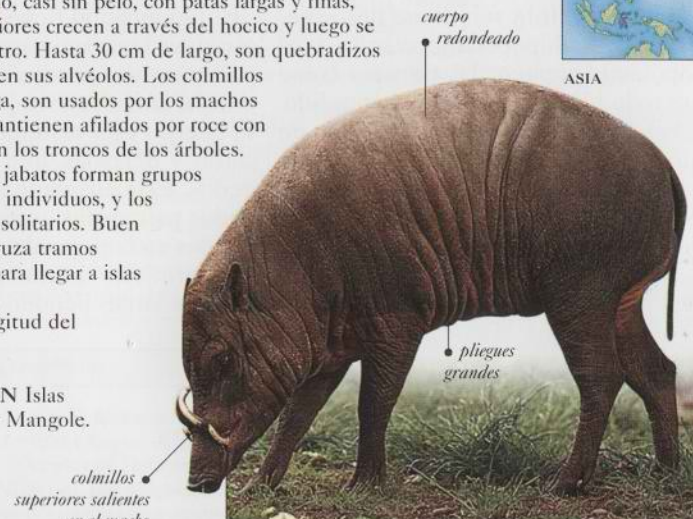 casi sin pelo, con patas largas y finas,
iores crecen a través del hocico y luego se
tro. Hasta 30 cm de largo, son quebradizos
en sus alvéolos. Los colmillos
a, son usados por los machos
antienen afilados por roce con
n los troncos de los árboles.
jabatos forman grupos
individuos, y los
solitarios. Buen
uza tramos
ara llegar a islas
gitud del
N Islas
Mangole.
cuerpo
redondeado
ASIA
pliegues
grandes
colmillos
superiores salientes